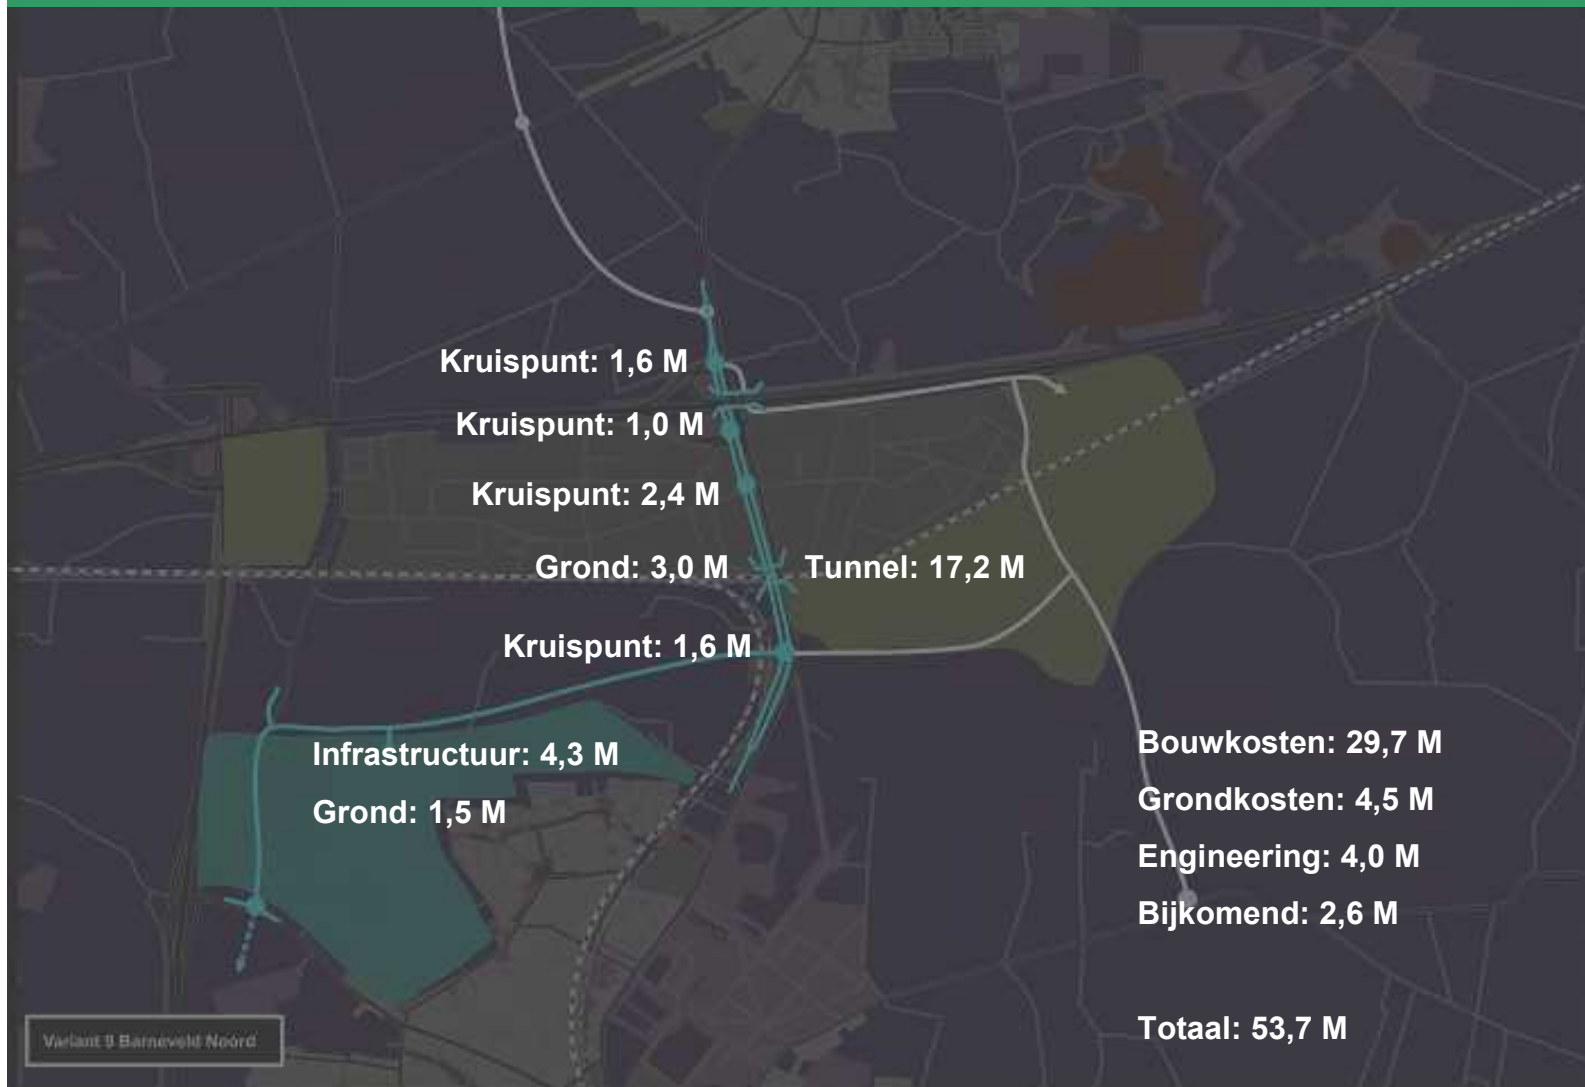 Kruispunt: 1,6 M
Kruispunt: 1,0 M
Kruispunt: 2,4 M
Grond: 3,0 M
Tunnel: 17,2 M
Kruispunt: 1,6 M
Infrastructuur: 4,3 M
Grond: 1,5 M
Bouwkosten: 29,7 M
Grondkosten: 4,5 M
Engineering: 4,0 M
Bijkomend: 2,6 M
Totaal: 53,7 M
Variant 9 Barneveld Noord